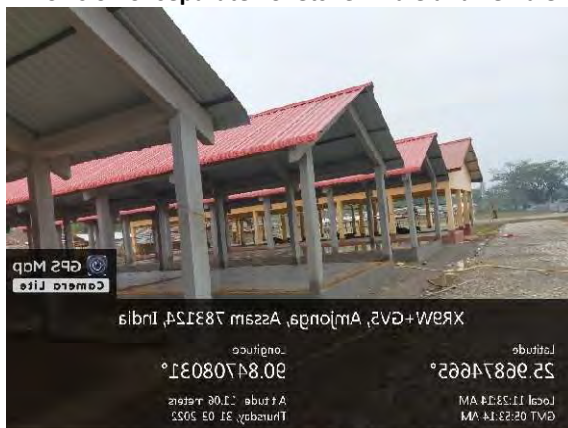 GPS Map
Camera Lite
XR9W+GV5, Amjonga, Assam 783124, India
Latitude
25.96874665°
Longitude
90.84708031°
Local 11:23:14 AM
GMT 05:53:14 AM
Altitude 11.06 meters
Thursday, 31 03 2022